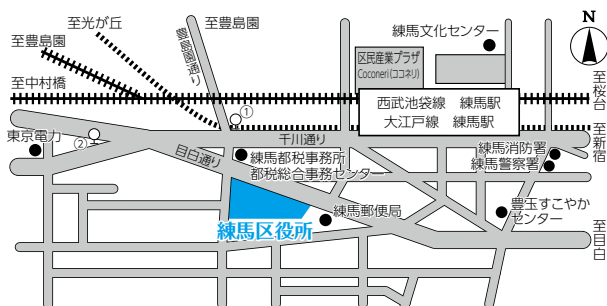 至光が丘
至豊島園
至豊島園
豊島園通り
練馬文化センター
N
区民産業プラザ
Coconeri(ココネリ)
至中村橋
至桜台
西武池袋線 練馬駅
大江戸線 練馬駅
①
千川通り
至新宿
東京電力
②
目白通り
練馬都税事務所
都税総合事務センター
練馬消防署
練馬警察署
練馬郵便局
豊玉すこやか
センター
練馬区役所
至目白